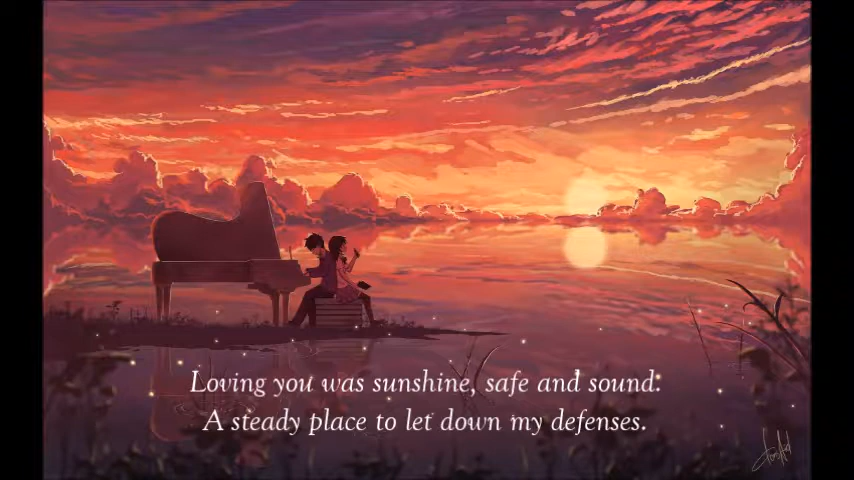 Loving you was sunshine, safe and sound.
A steady place to let down my defenses.